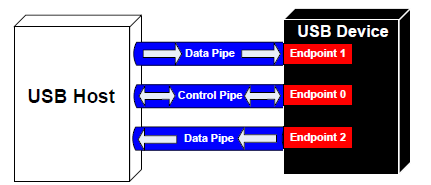 USB Device
Data Pipe
Endpoint 1
USB Host
Control Pipe
Endpoint 0
Data Pipe
Endpoint 2